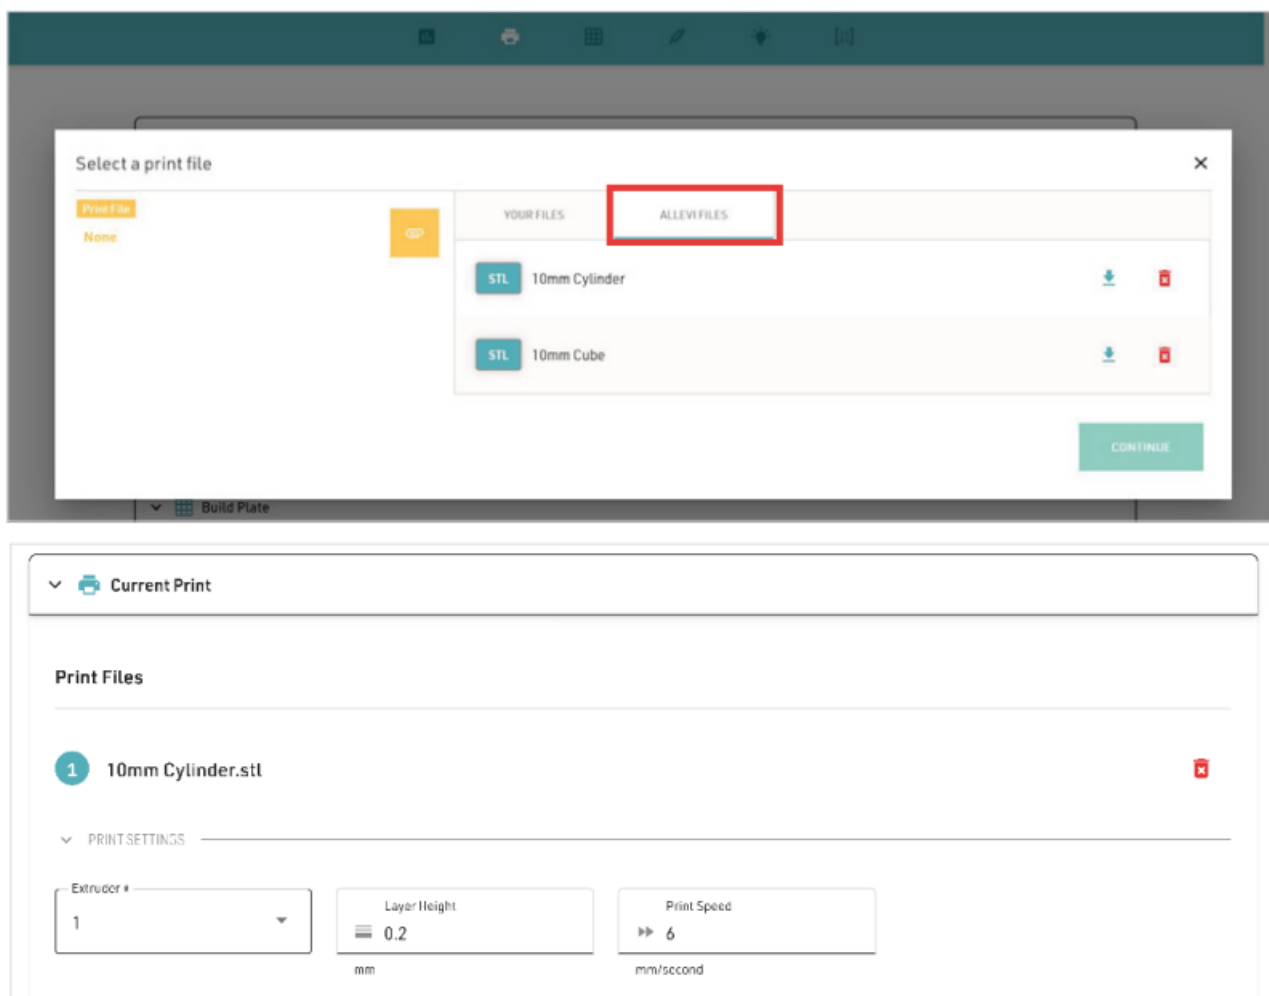 Select a print file
Print File
None
YOUR FILES
ALLEVI FILES
STL 10mm Cylinder
STL 10mm Cube
CONTINUE
Build Plate
Current Print
Print Files
1 10mm Cylinder.stl
PRINT SETTINGS
Extruder #
1
Layer Height
0.2
mm
Print Speed
6
mm/second